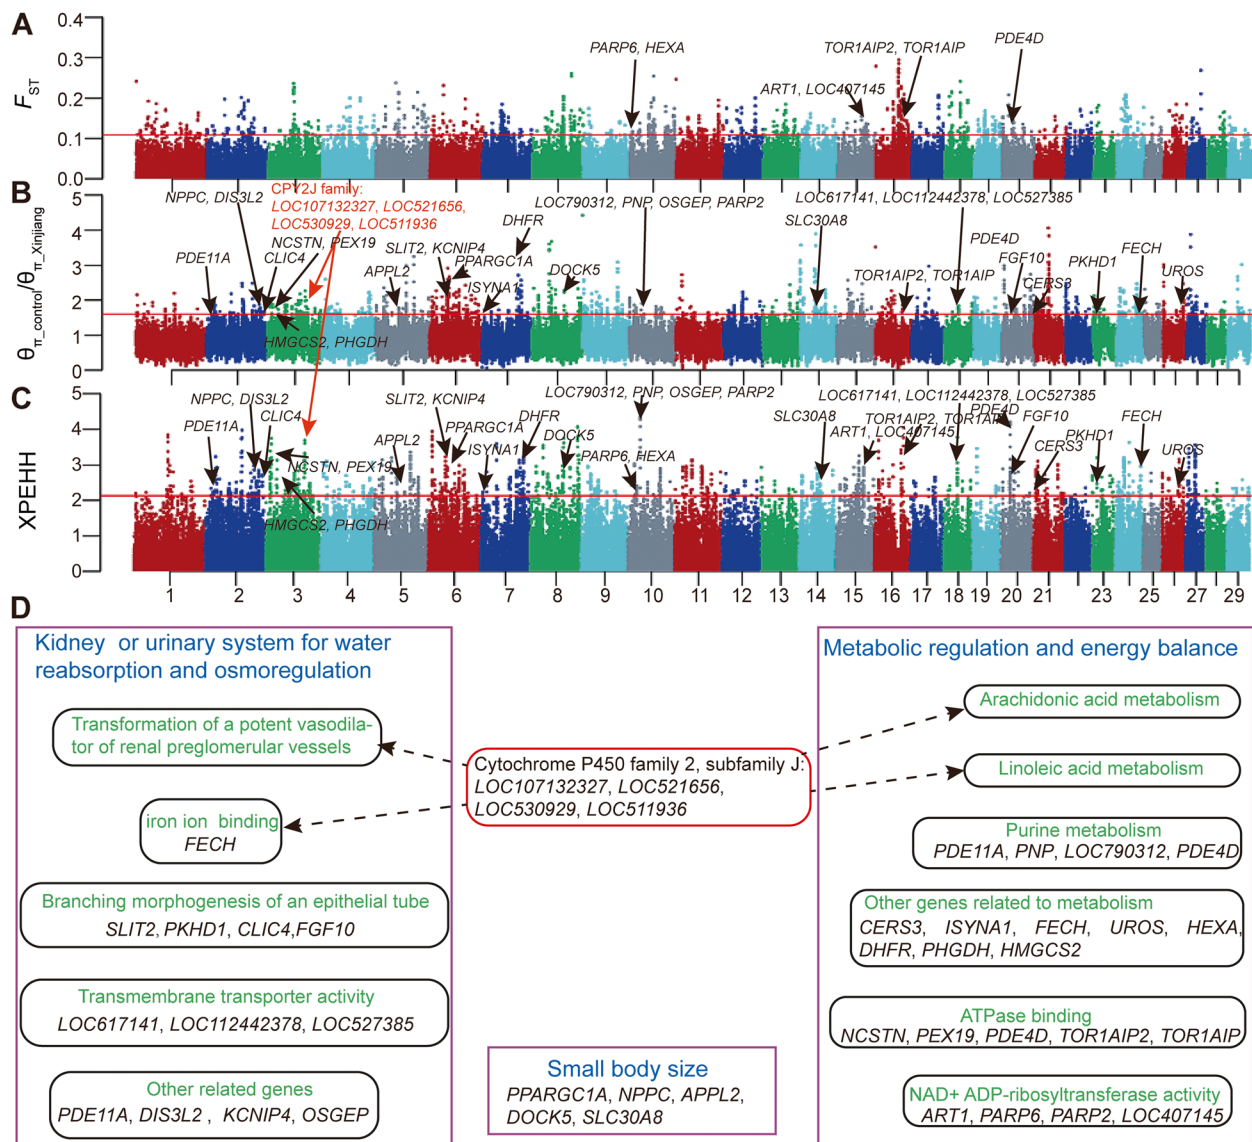 A
0.4
0.3
0.2
0.1
0.0
FST
PARP6, HEXA
TOR1AIP2, TOR1AIP
PDE4D
ART1, LOC407145
B
5
4
3
2
1
0
θπ_control/θπ_Xinjiang
NPPC, DIS3L2
CPY2J family:
LOC107132327, LOC521656,
LOC530929, LOC511936
NCSTN, PEX19
CLIC4
PDE11A
HMGCS2, PHGDH
SLIT2, KCNIP4
PPARGC1A
APPL2
ISYNA1
DHFR
DOCK5
LOC790312, PNP, OSGEP, PARP2
LOC617141, LOC112442378, LOC527385
SLC30A8
TOR1AIP2, TOR1AIP
PDE4D
FGF10
CERS3
PKHD1
FECH
UROS
C
5
4
3
2
1
0
XPEHH
NPPC, DIS3L2
PDE11A
CLIC4
NCSTN, PEX19
HMGCS2, PHGDH
SLIT2, KCNIP4
PPARGC1A
APPL2
ISYNA1
DHFR
DOCK5
LOC790312, PNP, OSGEP, PARP2
PARP6, HEXA
LOC617141, LOC112442378, LOC527385
SLC30A8
TOR1AIP2, TOR1AIP
ART1, LOC407145
PDE4D
FGF10
CERS3
PKHD1
FECH
UROS
1 2 3 4 5 6 7 8 9 10 11 12 13 14 15 16 17 18 19 20 21 23 25 27 29
D
Kidney or urinary system for water
reabsorption and osmoregulation
Transformation of a potent vasodila-
tor of renal preglomerular vessels
iron ion binding
FECH
Branching morphogenesis of an epithelial tube
SLIT2, PKHD1, CLIC4,FGF10
Transmembrane transporter activity
LOC617141, LOC112442378, LOC527385
Other related genes
PDE11A, DIS3L2 , KCNIP4, OSGEP
Cytochrome P450 family 2, subfamily J:
LOC107132327, LOC521656,
LOC530929, LOC511936
Small body size
PPARGC1A, NPPC, APPL2,
DOCK5, SLC30A8
Metabolic regulation and energy balance
Arachidonic acid metabolism
Linoleic acid metabolism
Purine metabolism
PDE11A, PNP, LOC790312, PDE4D
Other genes related to metabolism
CERS3, ISYNA1, FECH, UROS, HEXA,
DHFR, PHGDH, HMGCS2
ATPase binding
NCSTN, PEX19, PDE4D, TOR1AIP2, TOR1AIP
NAD+ ADP-ribosyltransferase activity
ART1, PARP6, PARP2, LOC407145